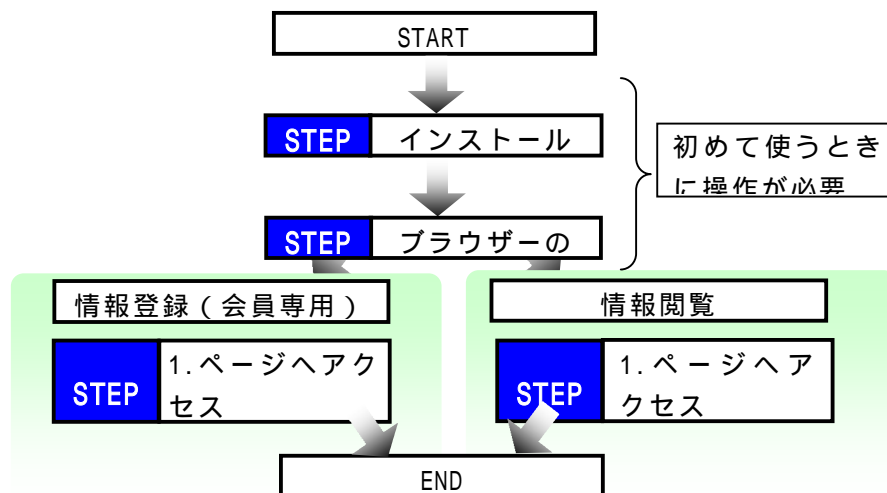 START
STEP インストール
初めて使うとき
に操作が必要
STEP ブラウザーの
情報登録（会員専用）
情報閲覧
STEP
1.ページへアク
セス
STEP
1.ページへア
クセス
END